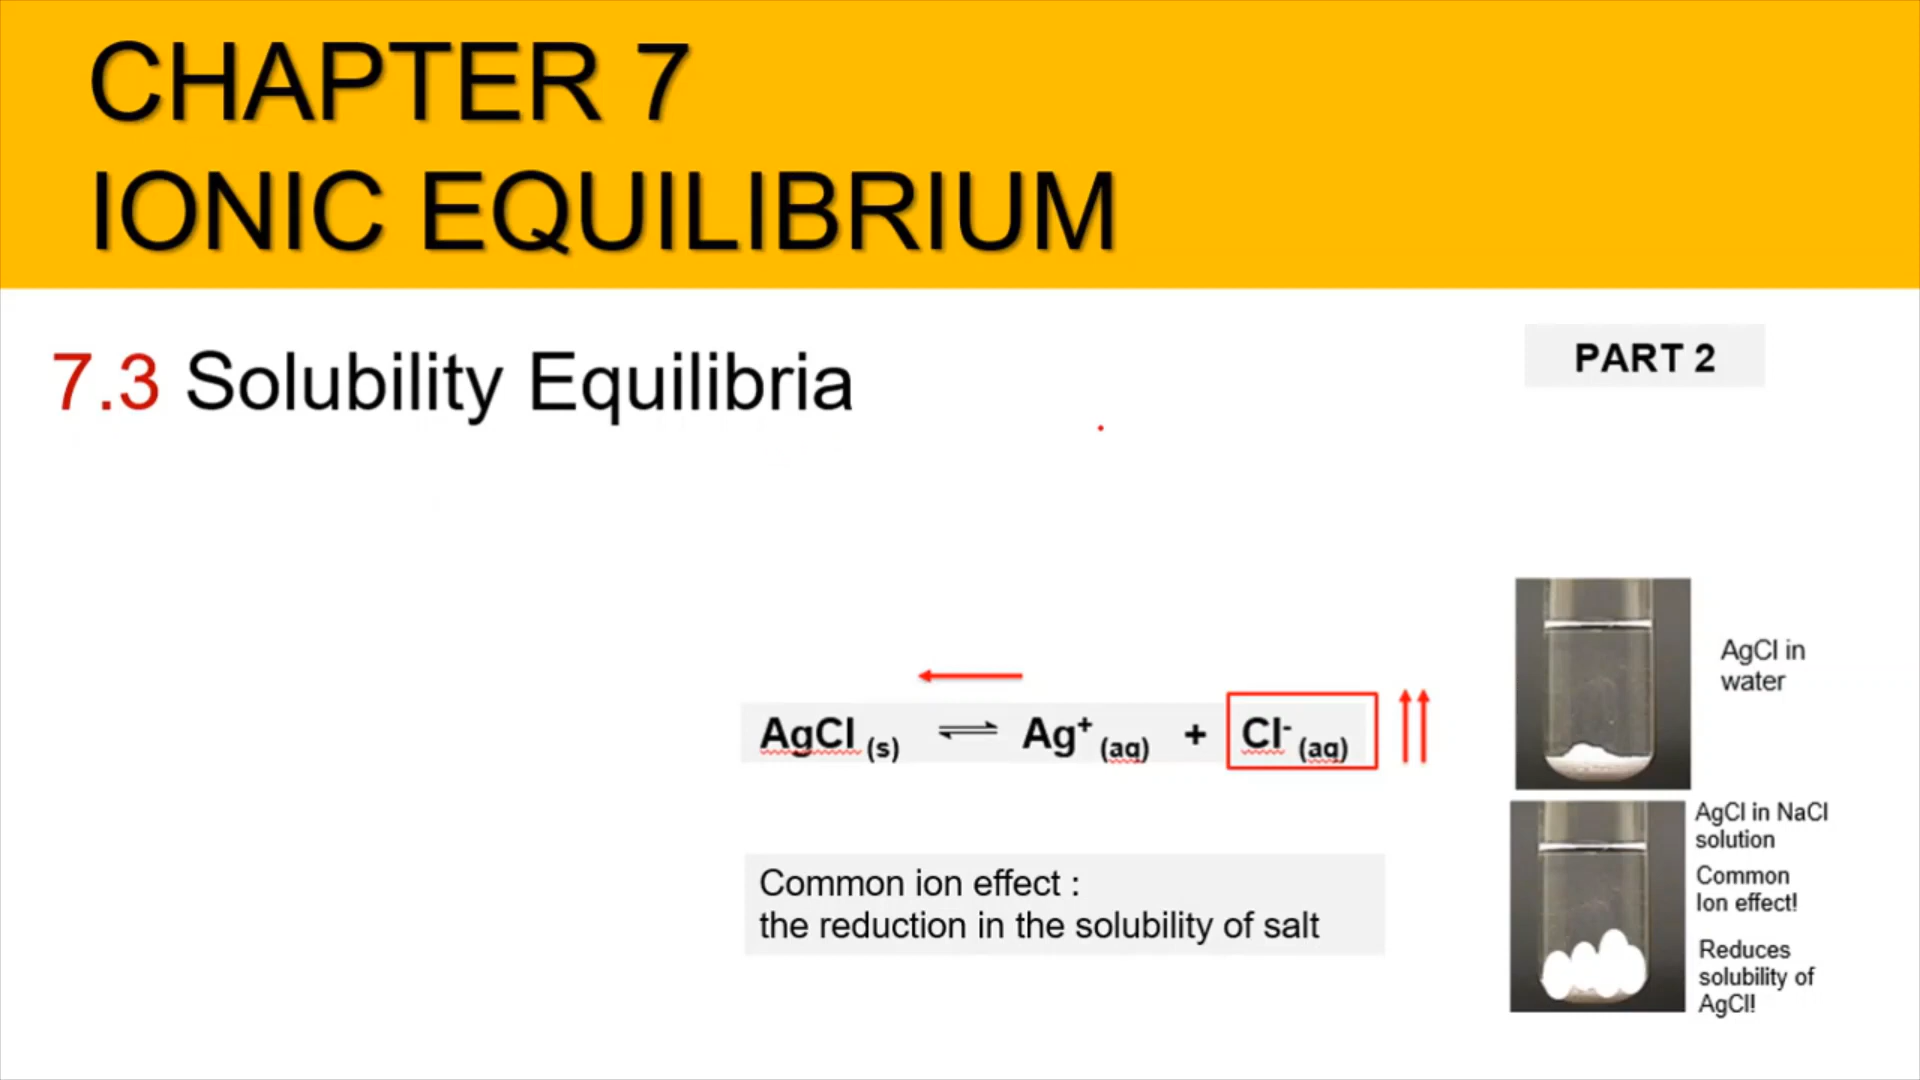 CHAPTER 7
IONIC EQUILIBRIUM
7.3 Solubility Equilibria
PART 2
AgCl (s) ⇌ Ag⁺ (aq) + Cl⁻ (aq)
Common ion effect :
the reduction in the solubility of salt
AgCl in
water
AgCl in NaCl
solution
Common
Ion effect!
Reduces
solubility of
AgCl!